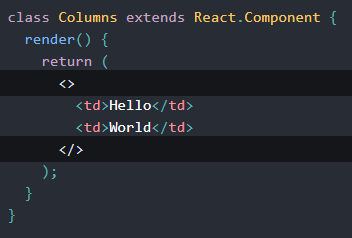 class Columns extends React.Component {
  render() {
    return (
      <>
        <td>Hello</td>
        <td>World</td>
      </>
    );
  }
}